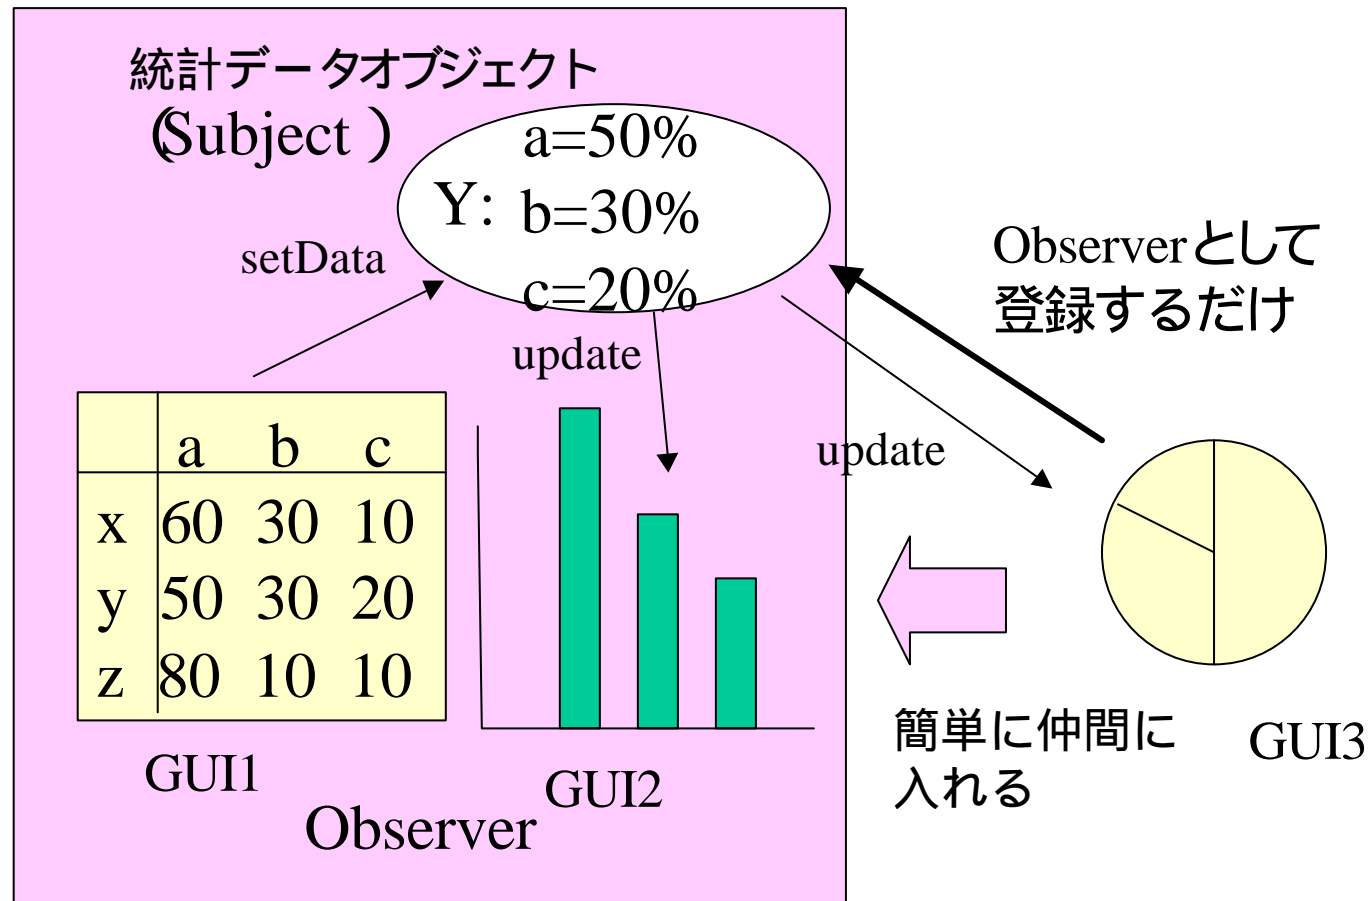 統計データオブジェクト
(Subject )
a=50%
Y: b=30%
c=20%
setData
update
Observerとして
登録するだけ
update
a b c
x 60 30 10
y 50 30 20
z 80 10 10
GUI1
GUI2
Observer
簡単に仲間に
入れる
GUI3